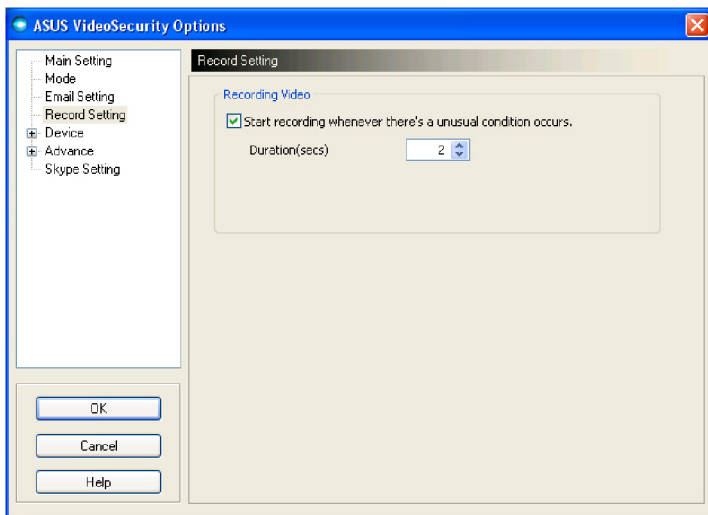 ASUS VideoSecurity Options
Main Setting
Mode
Email Setting
Record Setting
Device
Advance
Skype Setting
Record Setting
Recording Video
Start recording whenever there's a unusual condition occurs.
Duration(secs)
2
OK
Cancel
Help